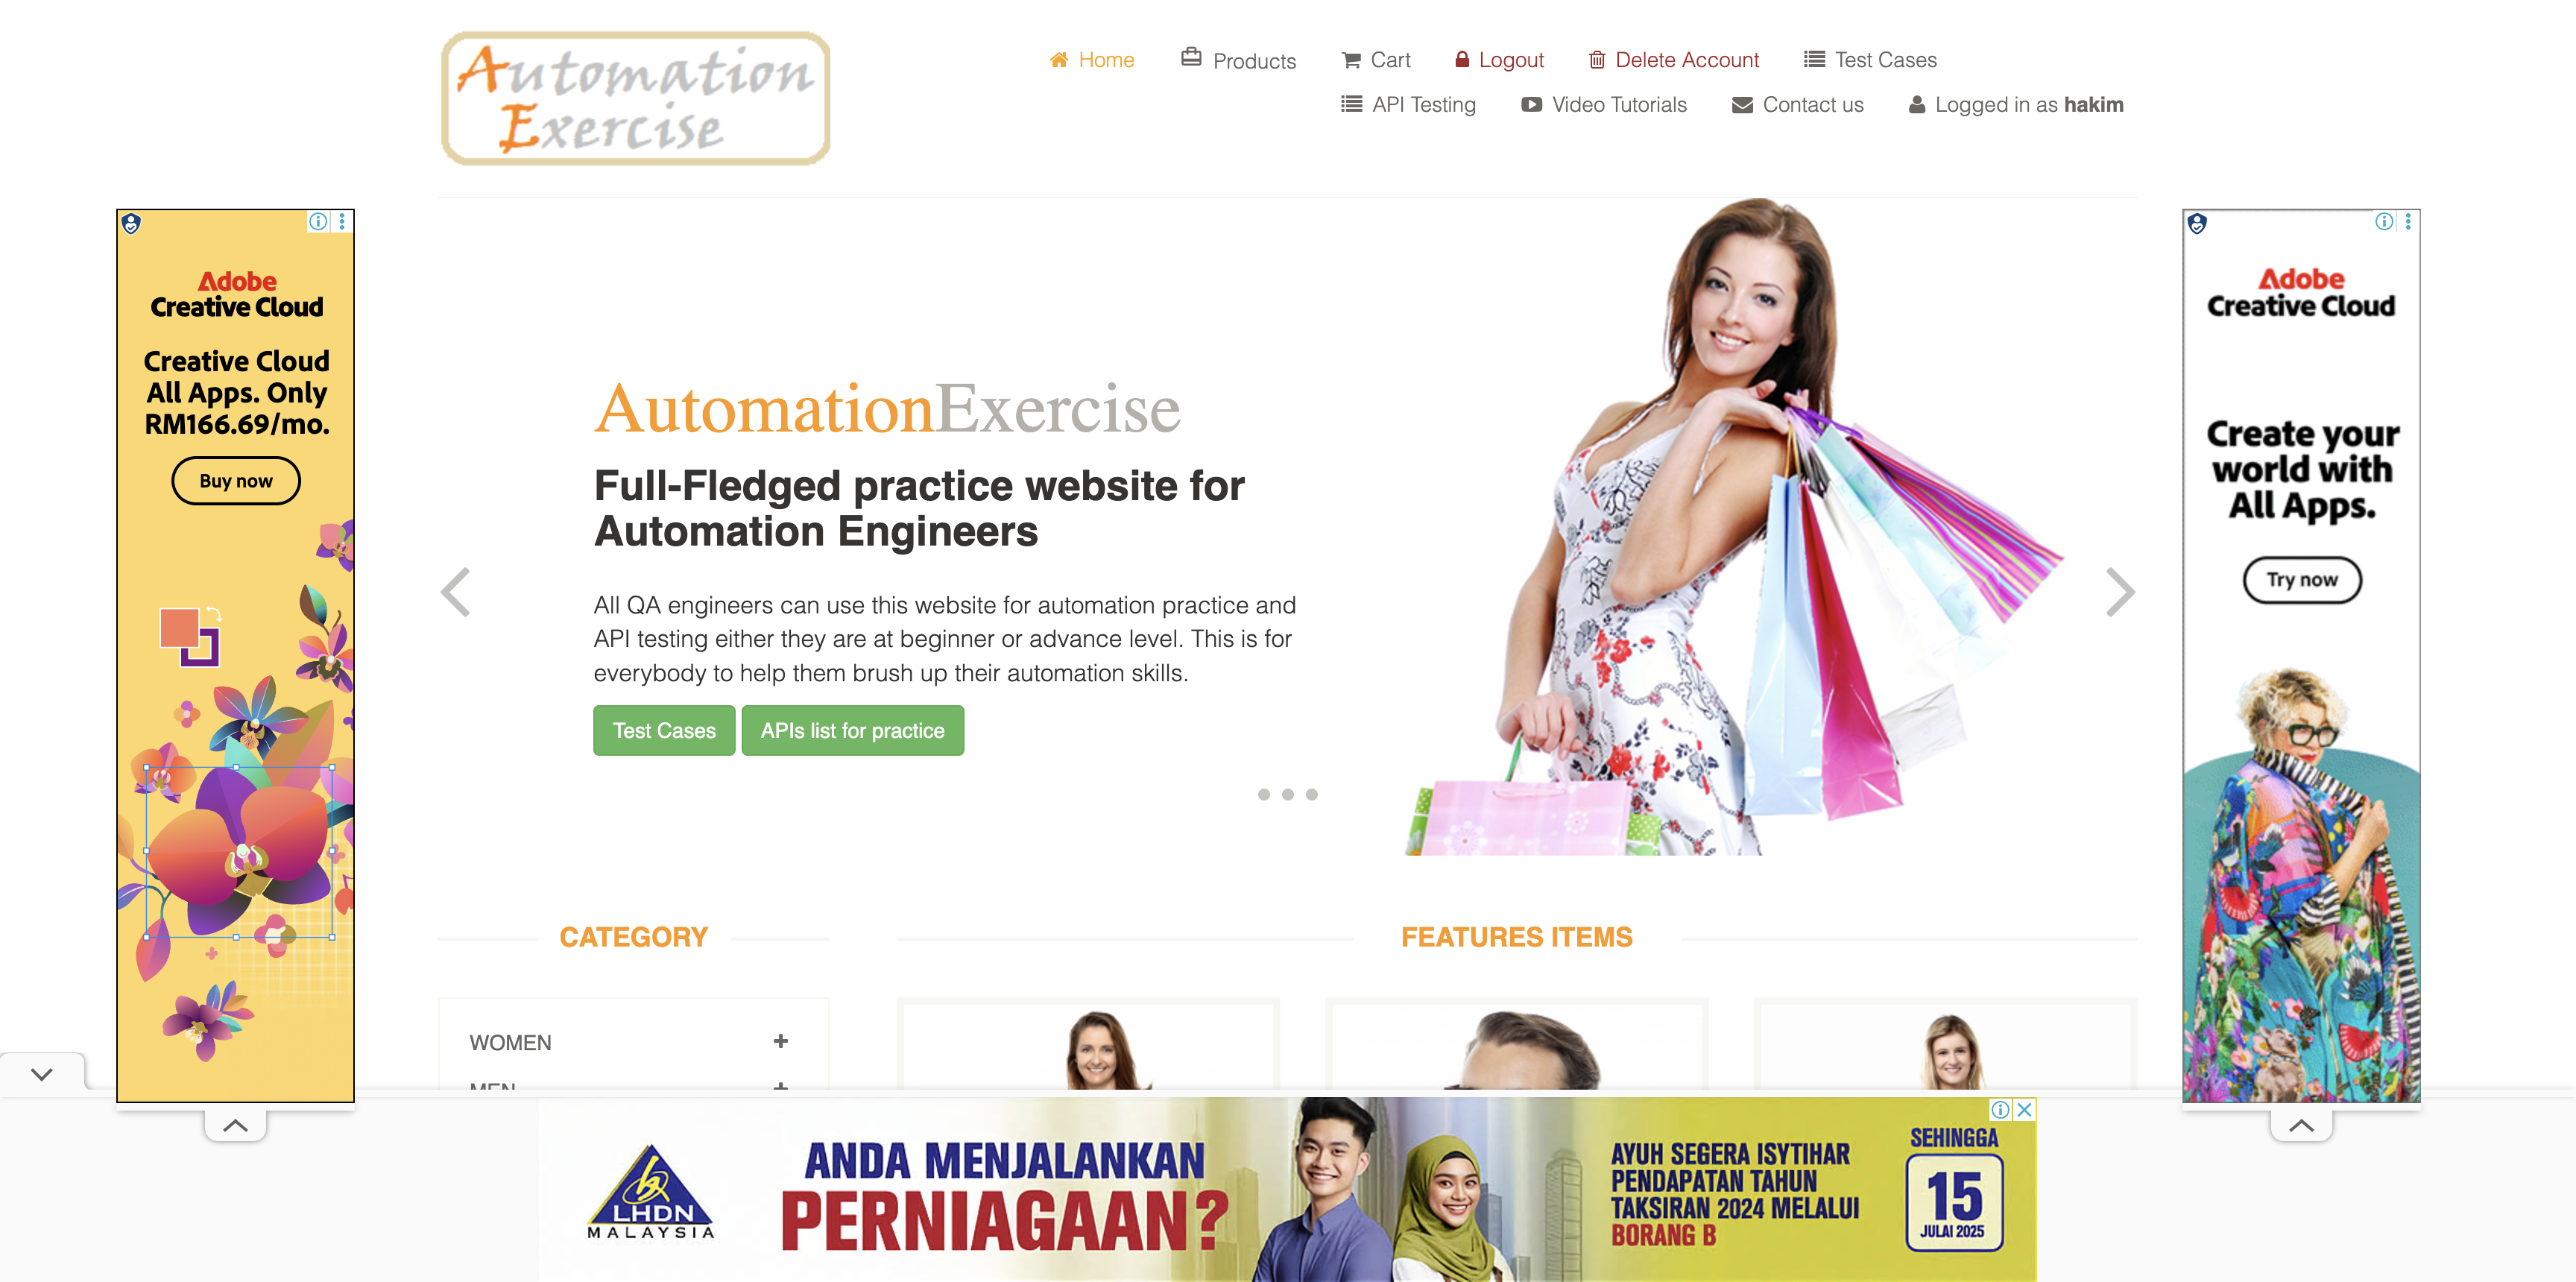 Automation
Exercise
Home Products Cart Logout Delete Account Test Cases
API Testing Video Tutorials Contact us Logged in as hakim
Adobe
Creative Cloud
Creative Cloud
All Apps. Only
RM166.69/mo.
Buy now
AutomationExercise
Full-Fledged practice website for
Automation Engineers
All QA engineers can use this website for automation practice and
API testing either they are at beginner or advance level. This is for
everybody to help them brush up their automation skills.
Test Cases APIs list for practice
Adobe
Creative Cloud
Create your
world with
All Apps.
Try now
CATEGORY
FEATURES ITEMS
WOMEN
MEN
LHDN
MALAYSIA
ANDA MENJALANKAN
PERNIAGAAN?
AYUH SEGERA ISYTIHAR
PENDAPATAN TAHUN
TAKSIRAN 2024 MELALUI
BORANG B
SEHINGGA
15
JULAI 2025